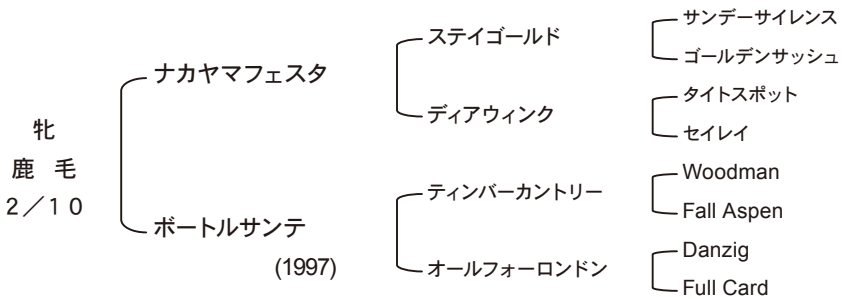 牝
鹿 毛
2／10
ナカヤマフェスタ
ボートルサンテ
(1997)
ステイゴールド
ディアウィンク
ティンバーカントリー
オールフォーロンドン
サンデーサイレンス
ゴールデンサッシュ
タイトスポット
セイレイ
Woodman
Fall Aspen
Danzig
Full Card